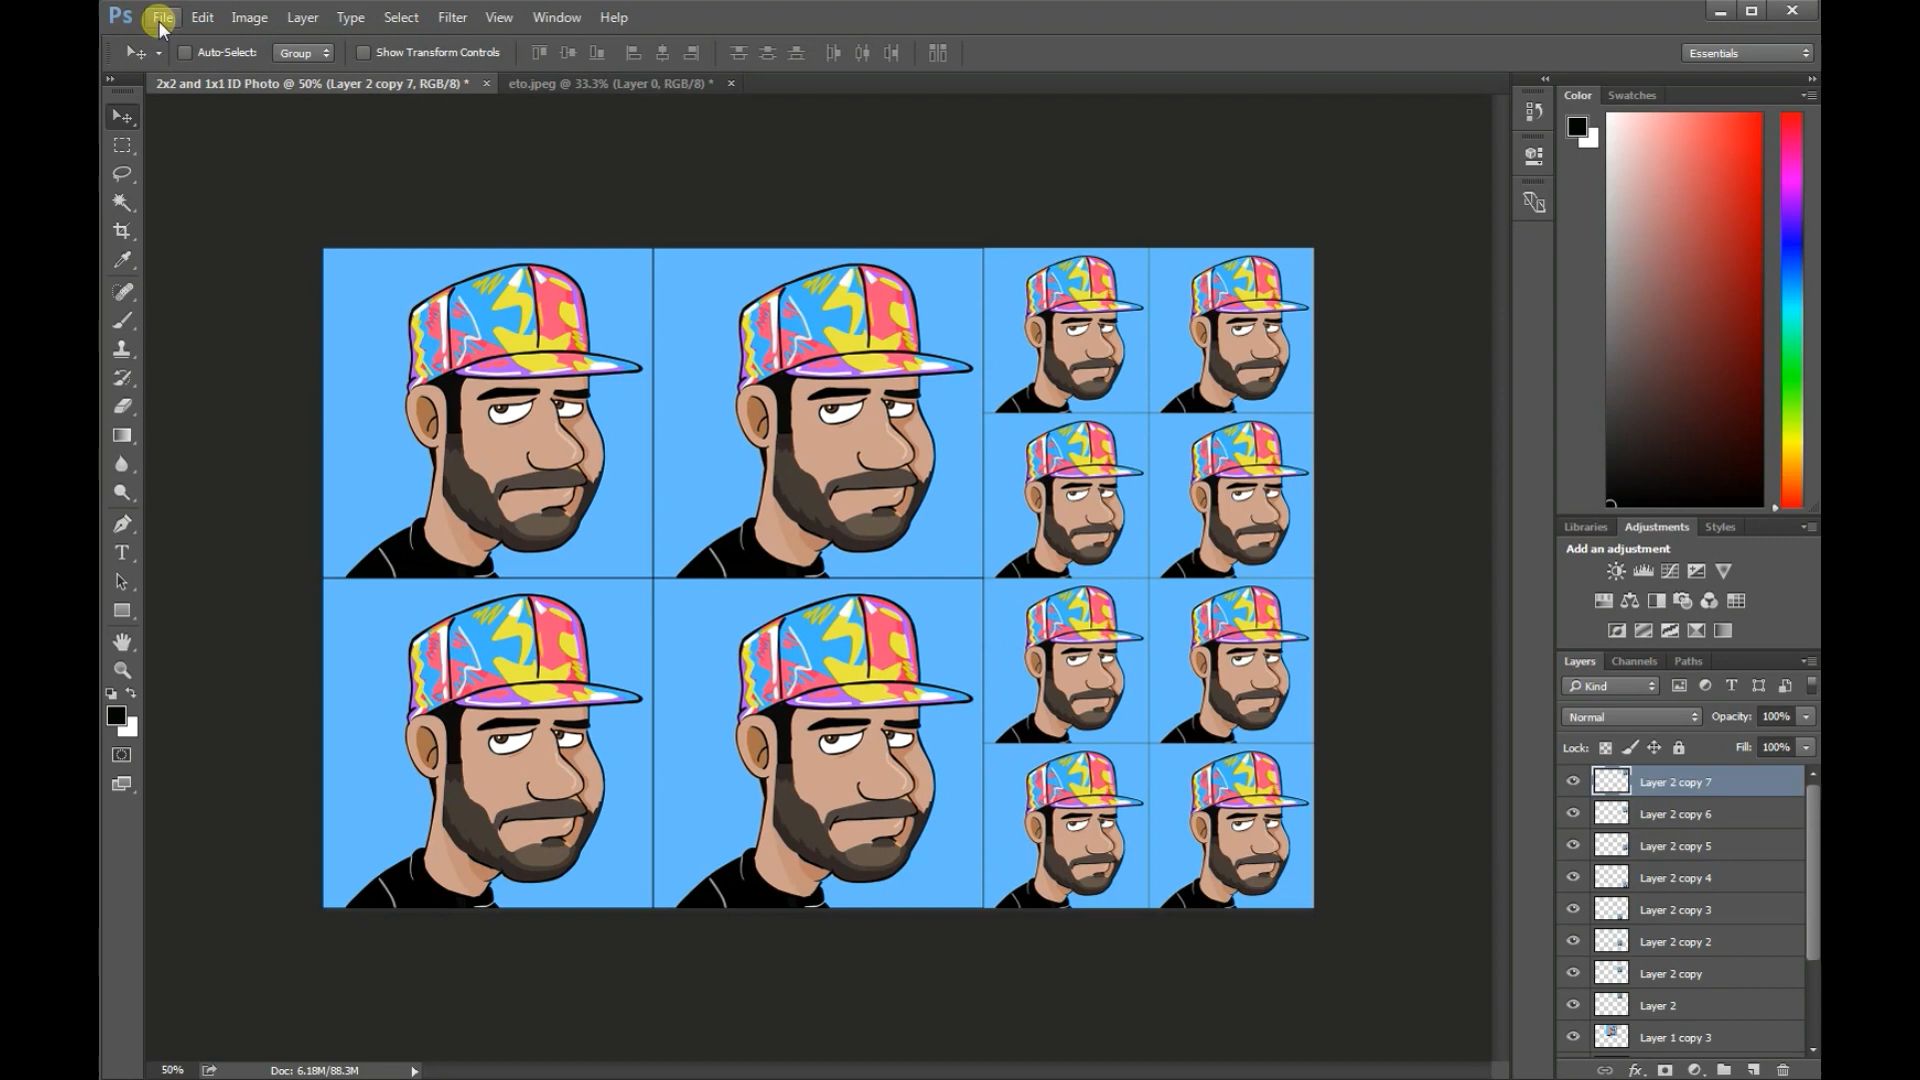 Ps File Edit Image Layer Type Select Filter View Window Help
Auto-Select: Group Show Transform Controls Essentials
2x2 and 1x1 ID Photo @ 50% (Layer 2 copy 7, RGB/8) * × eto.jpeg @ 33.3% (Layer 0, RGB/8) * ×
Color Swatches
Libraries Adjustments Styles
Add an adjustment
Layers Channels Paths
Kind
Normal Opacity: 100%
Lock: Fill: 100%
Layer 2 copy 7
Layer 2 copy 6
Layer 2 copy 5
Layer 2 copy 4
Layer 2 copy 3
Layer 2 copy 2
Layer 2 copy
Layer 2
Layer 1 copy 3
50% Doc: 6.18M/88.3M
fx